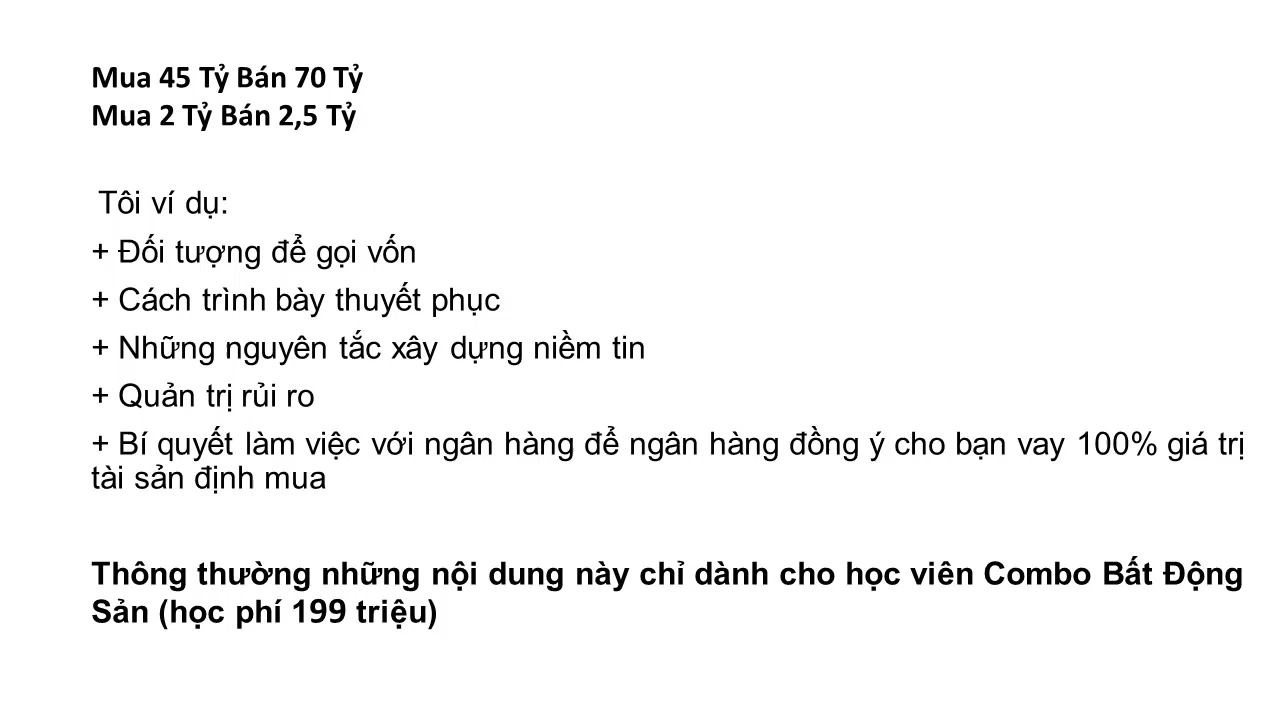 Mua 45 Tỷ Bán 70 Tỷ
Mua 2 Tỷ Bán 2,5 Tỷ
Tôi ví dụ:
+ Đối tượng để gọi vốn
+ Cách trình bày thuyết phục
+ Những nguyên tắc xây dựng niềm tin
+ Quản trị rủi ro
+ Bí quyết làm việc với ngân hàng để ngân hàng đồng ý cho bạn vay 100% giá trị
tài sản định mua
Thông thường những nội dung này chỉ dành cho học viên Combo Bất Động
Sản (học phí 199 triệu)